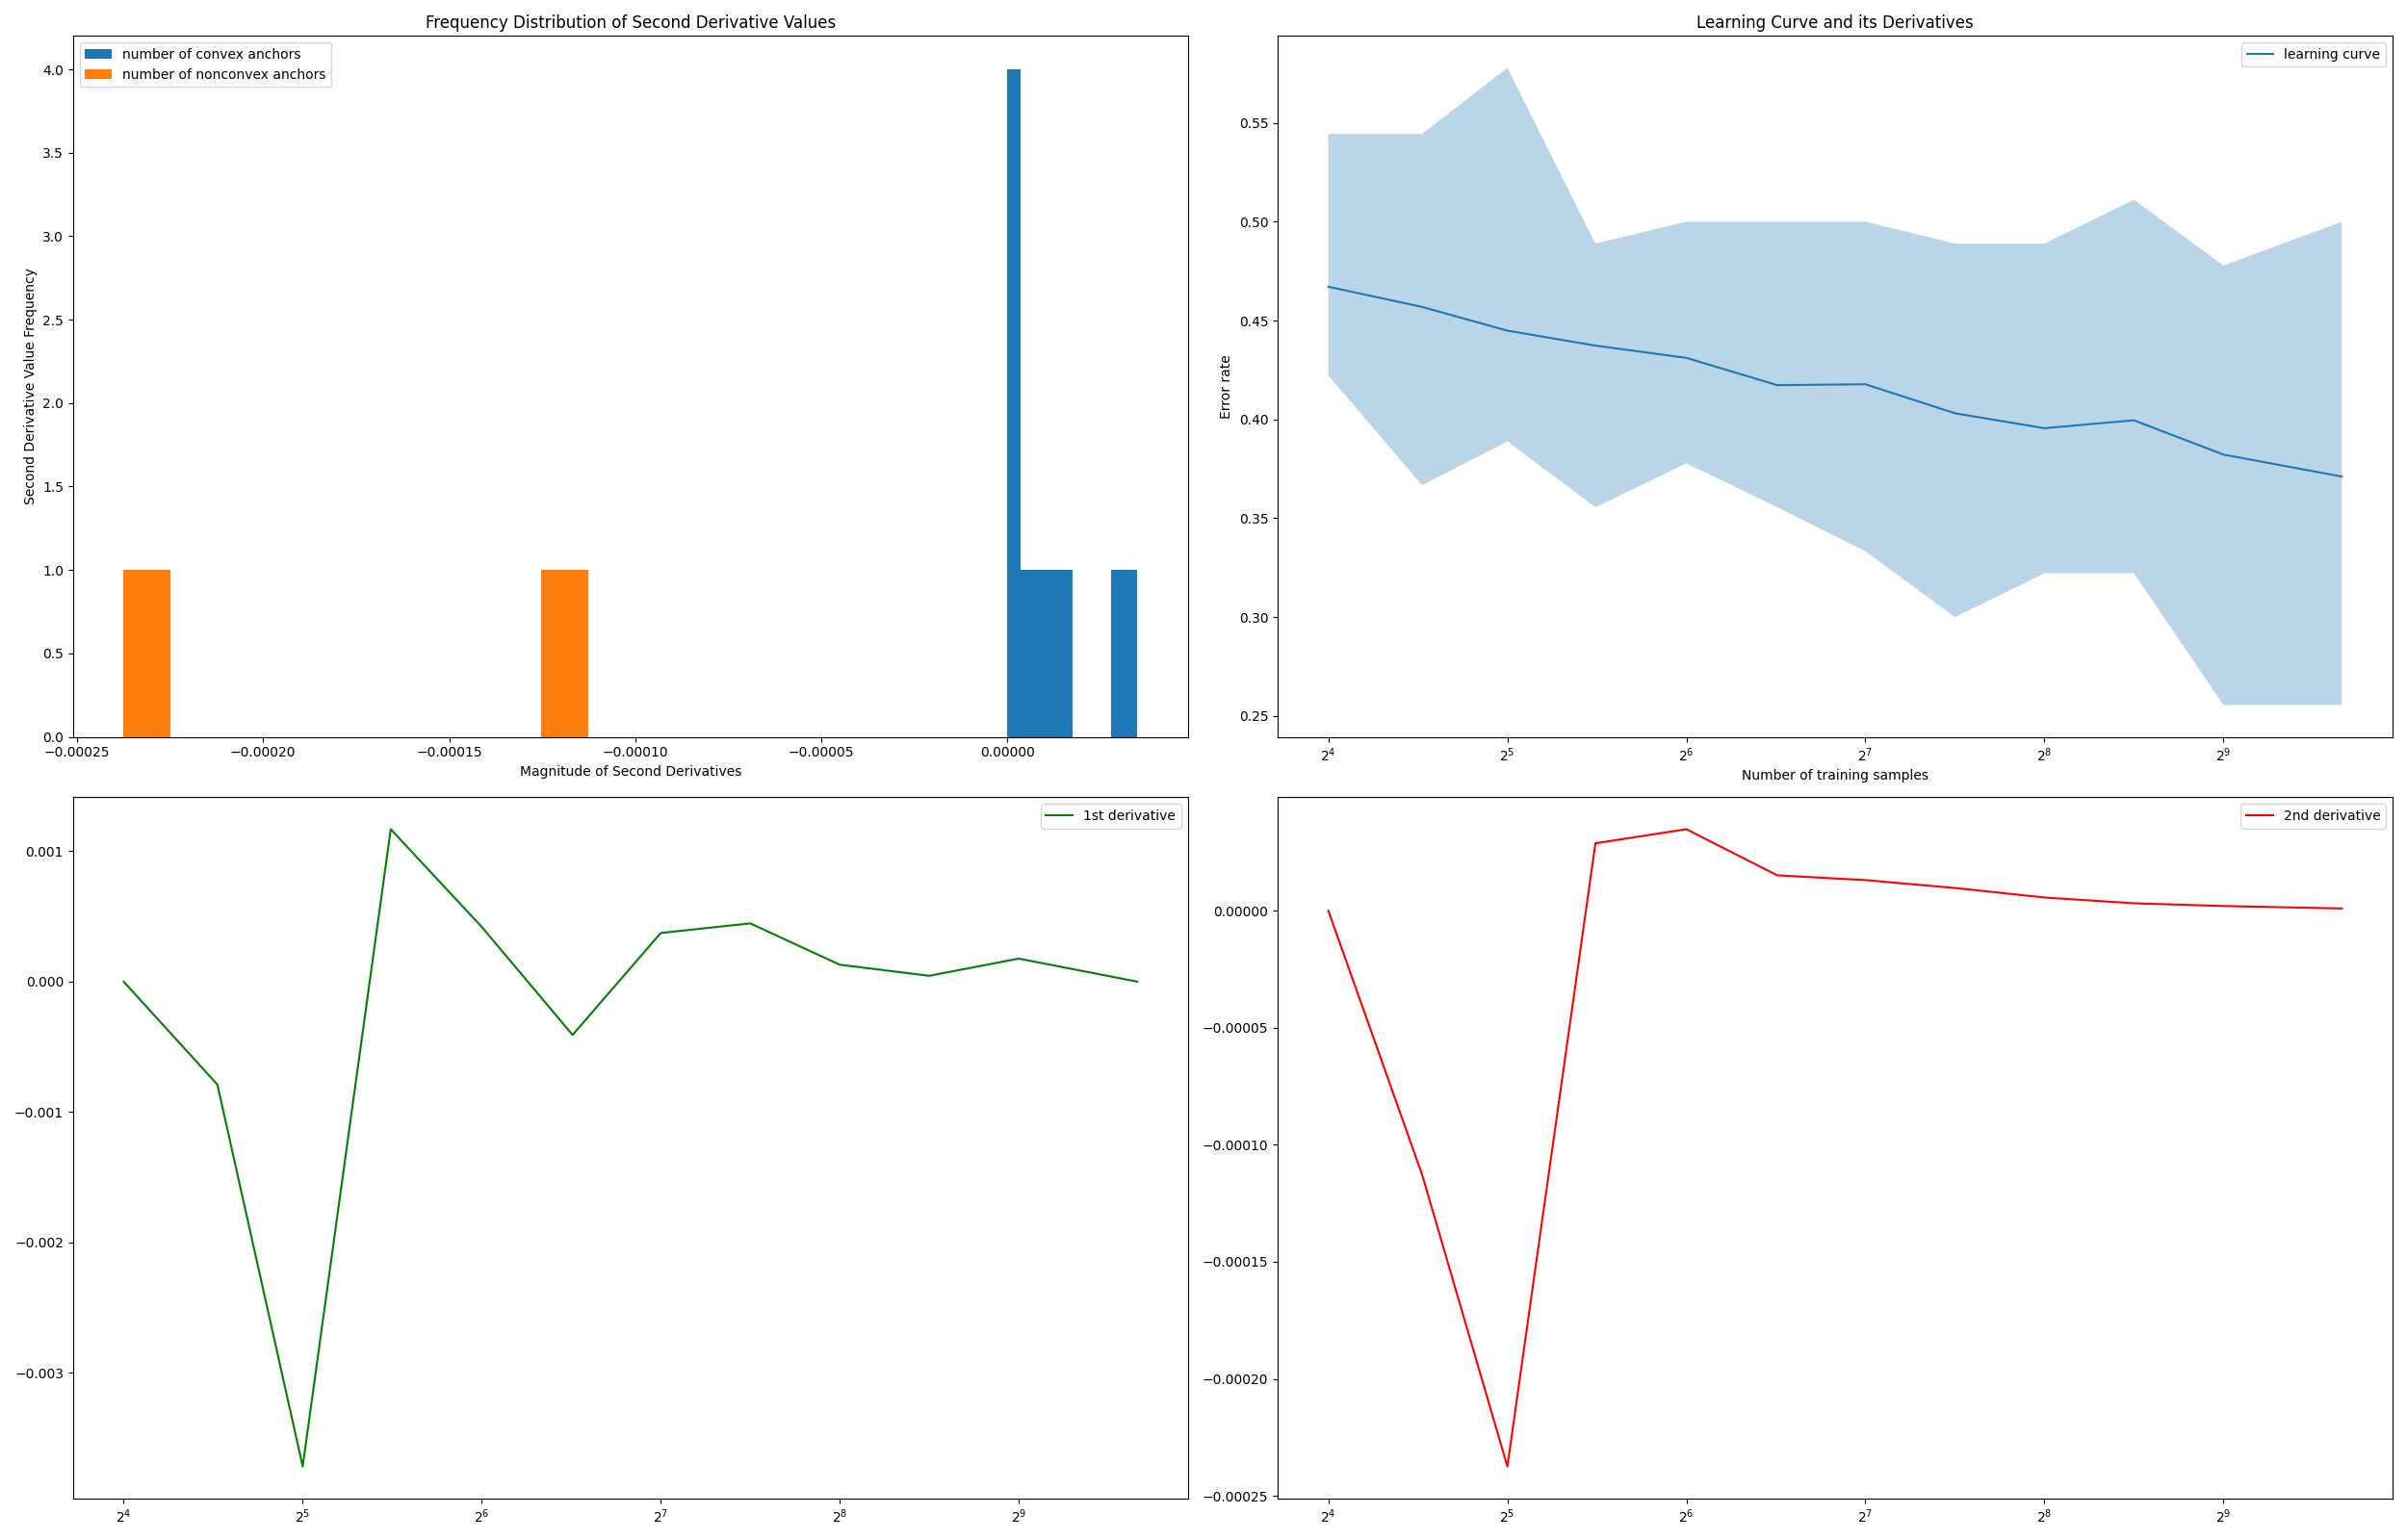 Frequency Distribution of Second Derivative Values
number of convex anchors
number of nonconvex anchors
4.0
3.5
3.0
2.5
2.0
1.5
1.0
0.5
0.0
Second Derivative Value Frequency
−0.00025 −0.00020 −0.00015 −0.00010 −0.00005 0.00000
Magnitude of Second Derivatives
Learning Curve and its Derivatives
learning curve
0.55
0.50
0.45
0.40
0.35
0.30
0.25
Error rate
2⁴ 2⁵ 2⁶ 2⁷ 2⁸ 2⁹
Number of training samples
1st derivative
0.001
0.000
−0.001
−0.002
−0.003
2⁴ 2⁵ 2⁶ 2⁷ 2⁸ 2⁹
2nd derivative
0.00000
−0.00005
−0.00010
−0.00015
−0.00020
−0.00025
2⁴ 2⁵ 2⁶ 2⁷ 2⁸ 2⁹